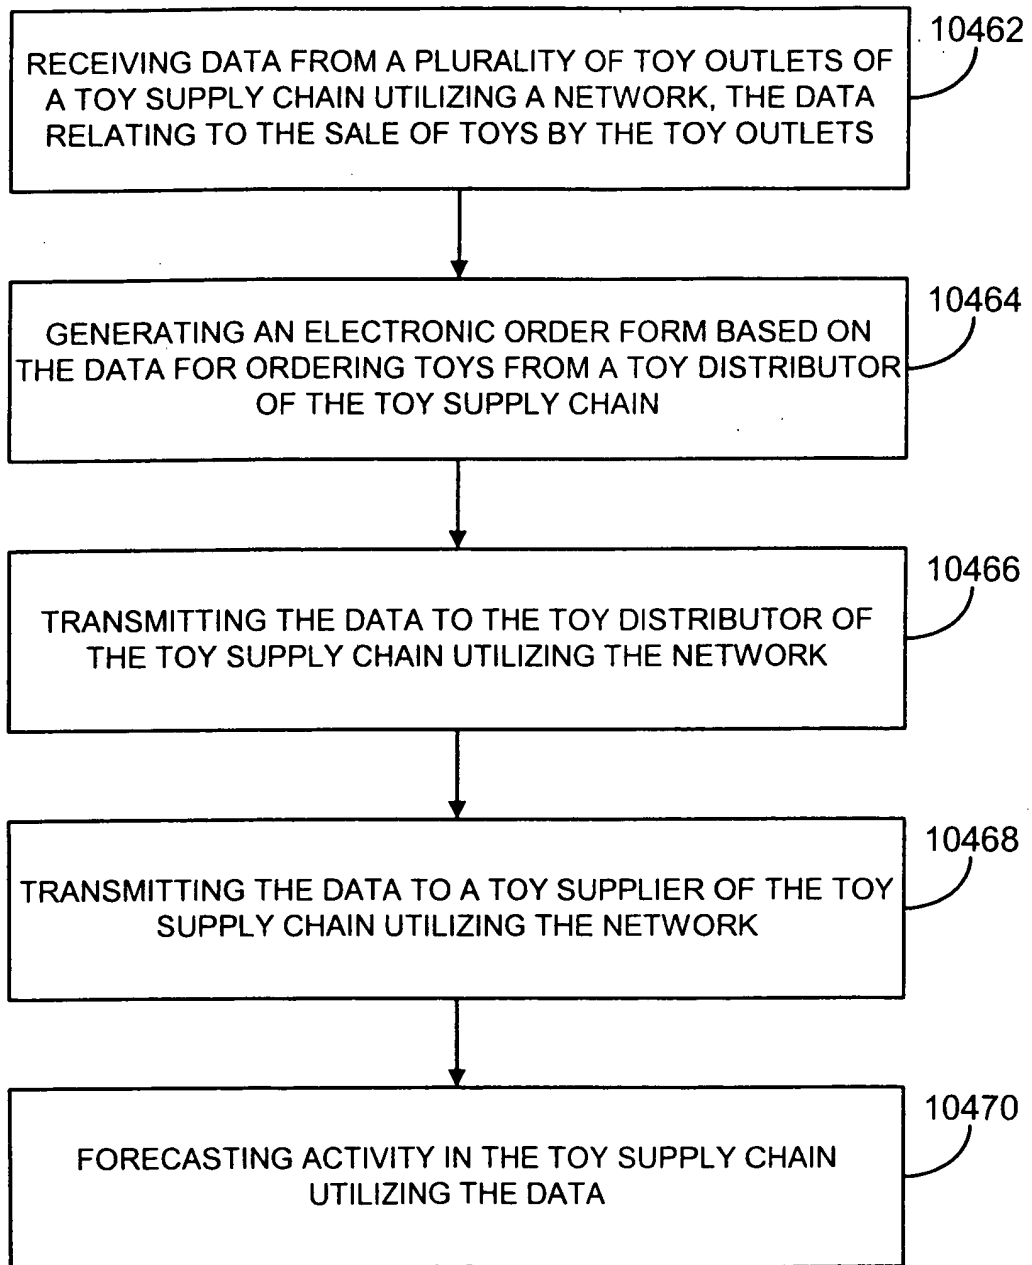 10462
RECEIVING DATA FROM A PLURALITY OF TOY OUTLETS OF
A TOY SUPPLY CHAIN UTILIZING A NETWORK, THE DATA
RELATING TO THE SALE OF TOYS BY THE TOY OUTLETS
10464
GENERATING AN ELECTRONIC ORDER FORM BASED ON
THE DATA FOR ORDERING TOYS FROM A TOY DISTRIBUTOR
OF THE TOY SUPPLY CHAIN
10466
TRANSMITTING THE DATA TO THE TOY DISTRIBUTOR OF
THE TOY SUPPLY CHAIN UTILIZING THE NETWORK
10468
TRANSMITTING THE DATA TO A TOY SUPPLIER OF THE TOY
SUPPLY CHAIN UTILIZING THE NETWORK
10470
FORECASTING ACTIVITY IN THE TOY SUPPLY CHAIN
UTILIZING THE DATA